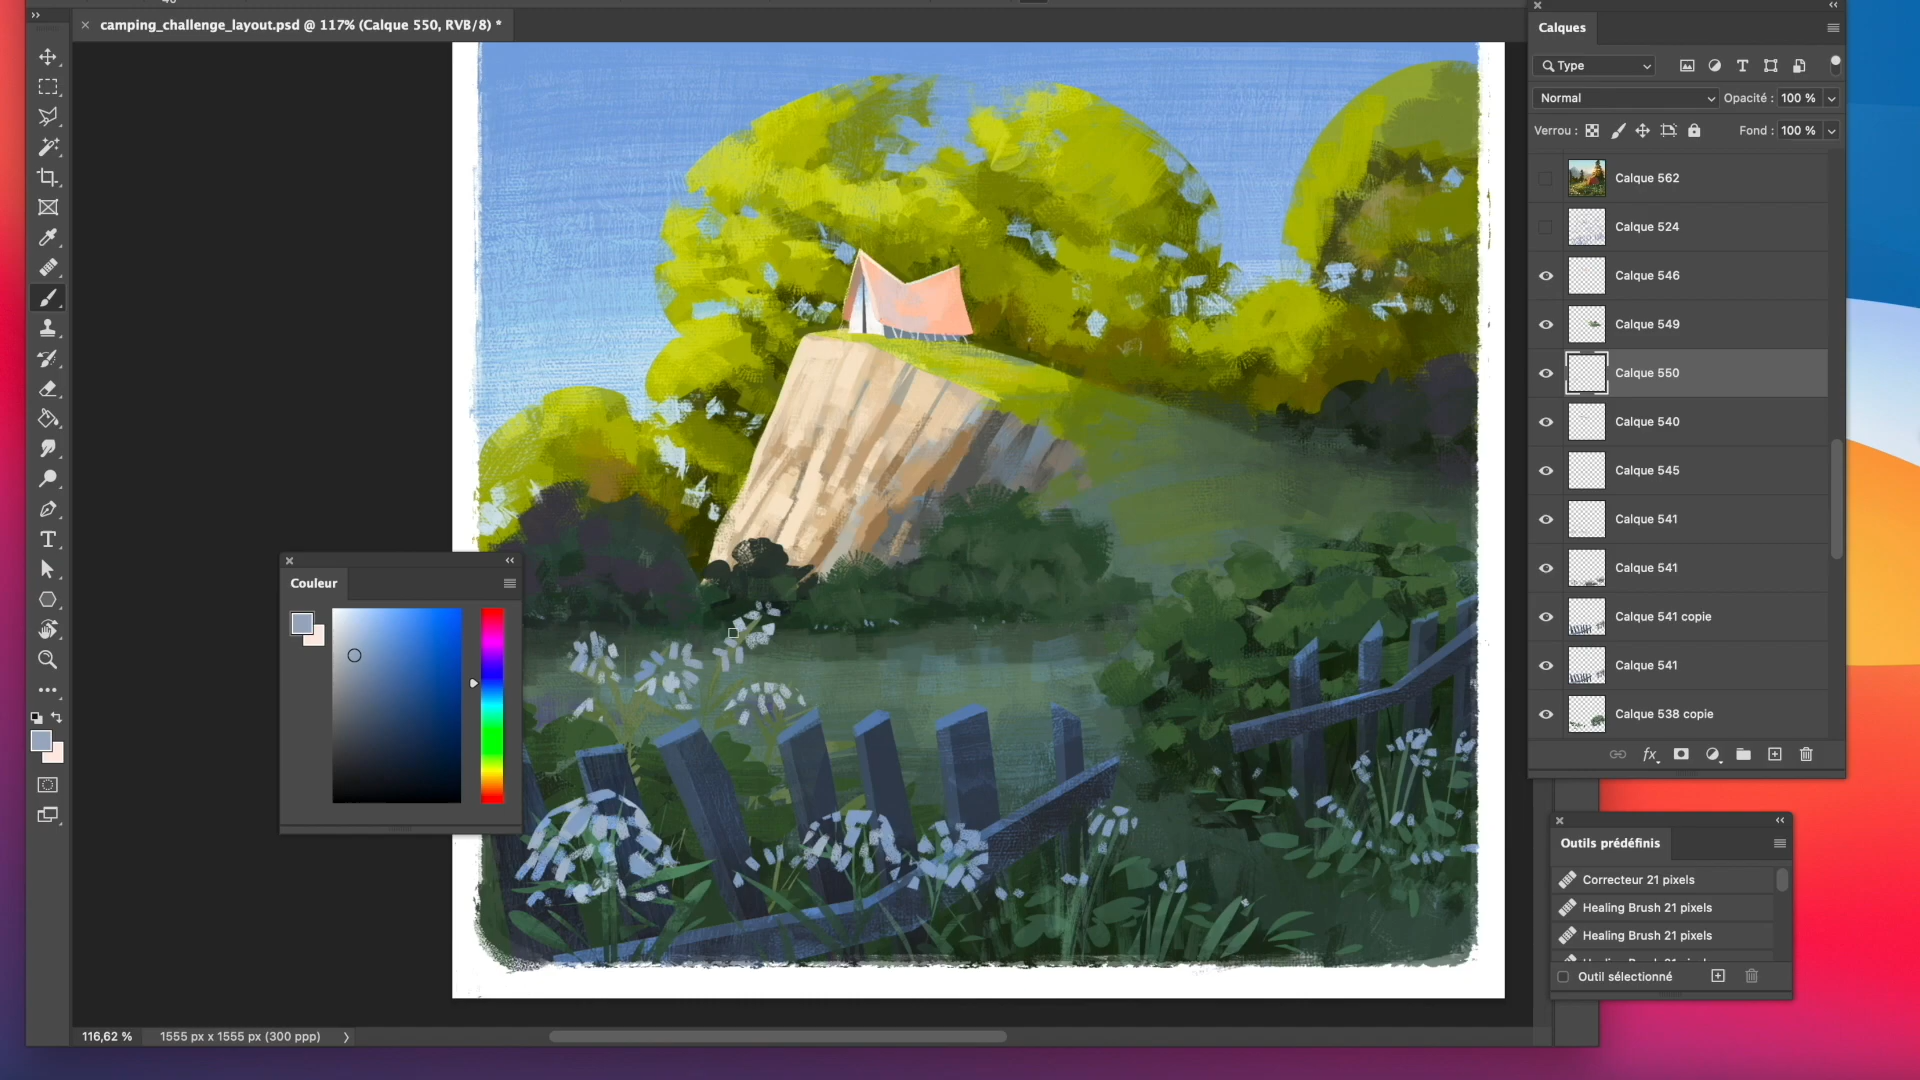 camping_challenge_layout.psd @ 117% (Calque 550, RVB/8) *
Calques
Type
Normal
Opacité : 100 %
Verrou :
Fond : 100 %
Calque 562
Calque 524
Calque 546
Calque 549
Calque 550
Calque 540
Calque 545
Calque 541
Calque 541
Calque 541 copie
Calque 541
Calque 538 copie
fx
Couleur
Outils prédéfinis
Correcteur 21 pixels
Healing Brush 21 pixels
Healing Brush 21 pixels
Outil sélectionné
116,62 %
1555 px x 1555 px (300 ppp)